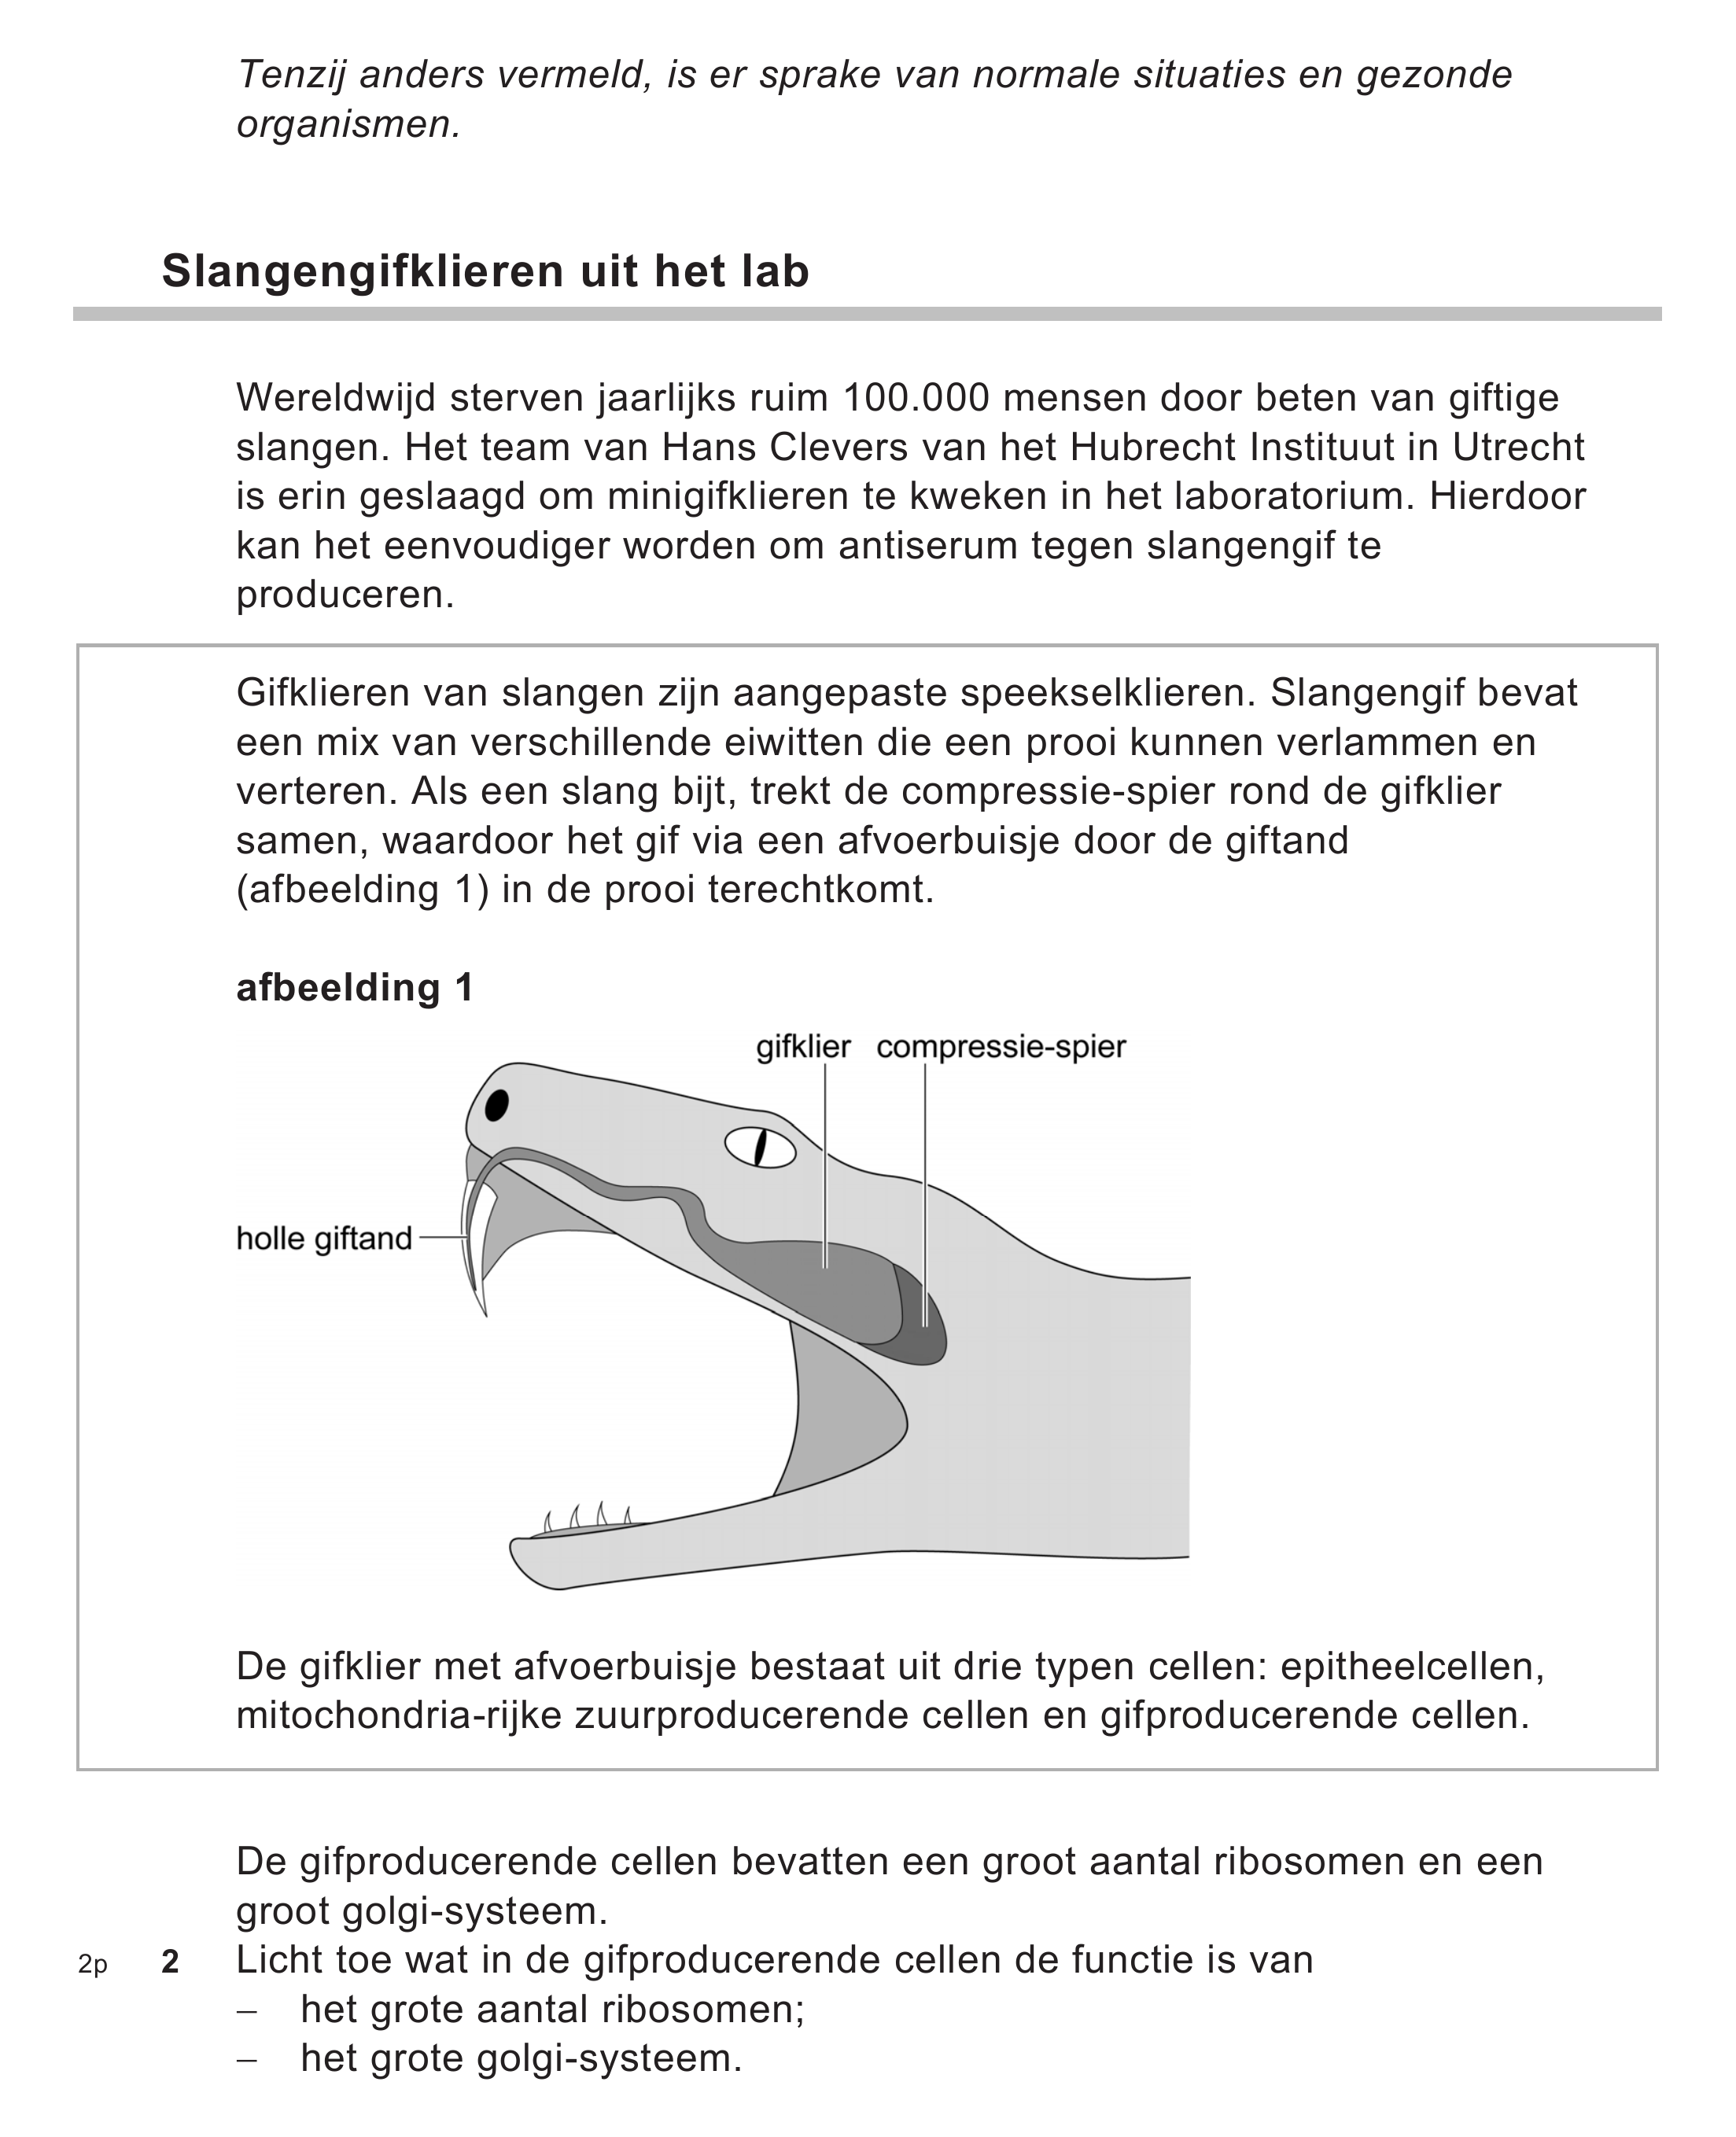 Tenzij anders vermeld, is er sprake van normale situaties en gezonde
organismen.
Slangengifklieren uit het lab
Wereldwijd sterven jaarlijks ruim 100.000 mensen door beten van giftige
slangen. Het team van Hans Clevers van het Hubrecht Instituut in Utrecht
is erin geslaagd om minigifklieren te kweken in het laboratorium. Hierdoor
kan het eenvoudiger worden om antiserum tegen slangengif te
produceren.
Gifklieren van slangen zijn aangepaste speekselklieren. Slangengif bevat
een mix van verschillende eiwitten die een prooi kunnen verlammen en
verteren. Als een slang bijt, trekt de compressie-spier rond de gifklier
samen, waardoor het gif via een afvoerbuisje door de giftand
(afbeelding 1) in de prooi terechtkomt.
afbeelding 1
gifklier compressie-spier
holle giftand
De gifklier met afvoerbuisje bestaat uit drie typen cellen: epitheelcellen,
mitochondria-rijke zuurproducerende cellen en gifproducerende cellen.
De gifproducerende cellen bevatten een groot aantal ribosomen en een
groot golgi-systeem.
2p 2 Licht toe wat in de gifproducerende cellen de functie is van
– het grote aantal ribosomen;
– het grote golgi-systeem.